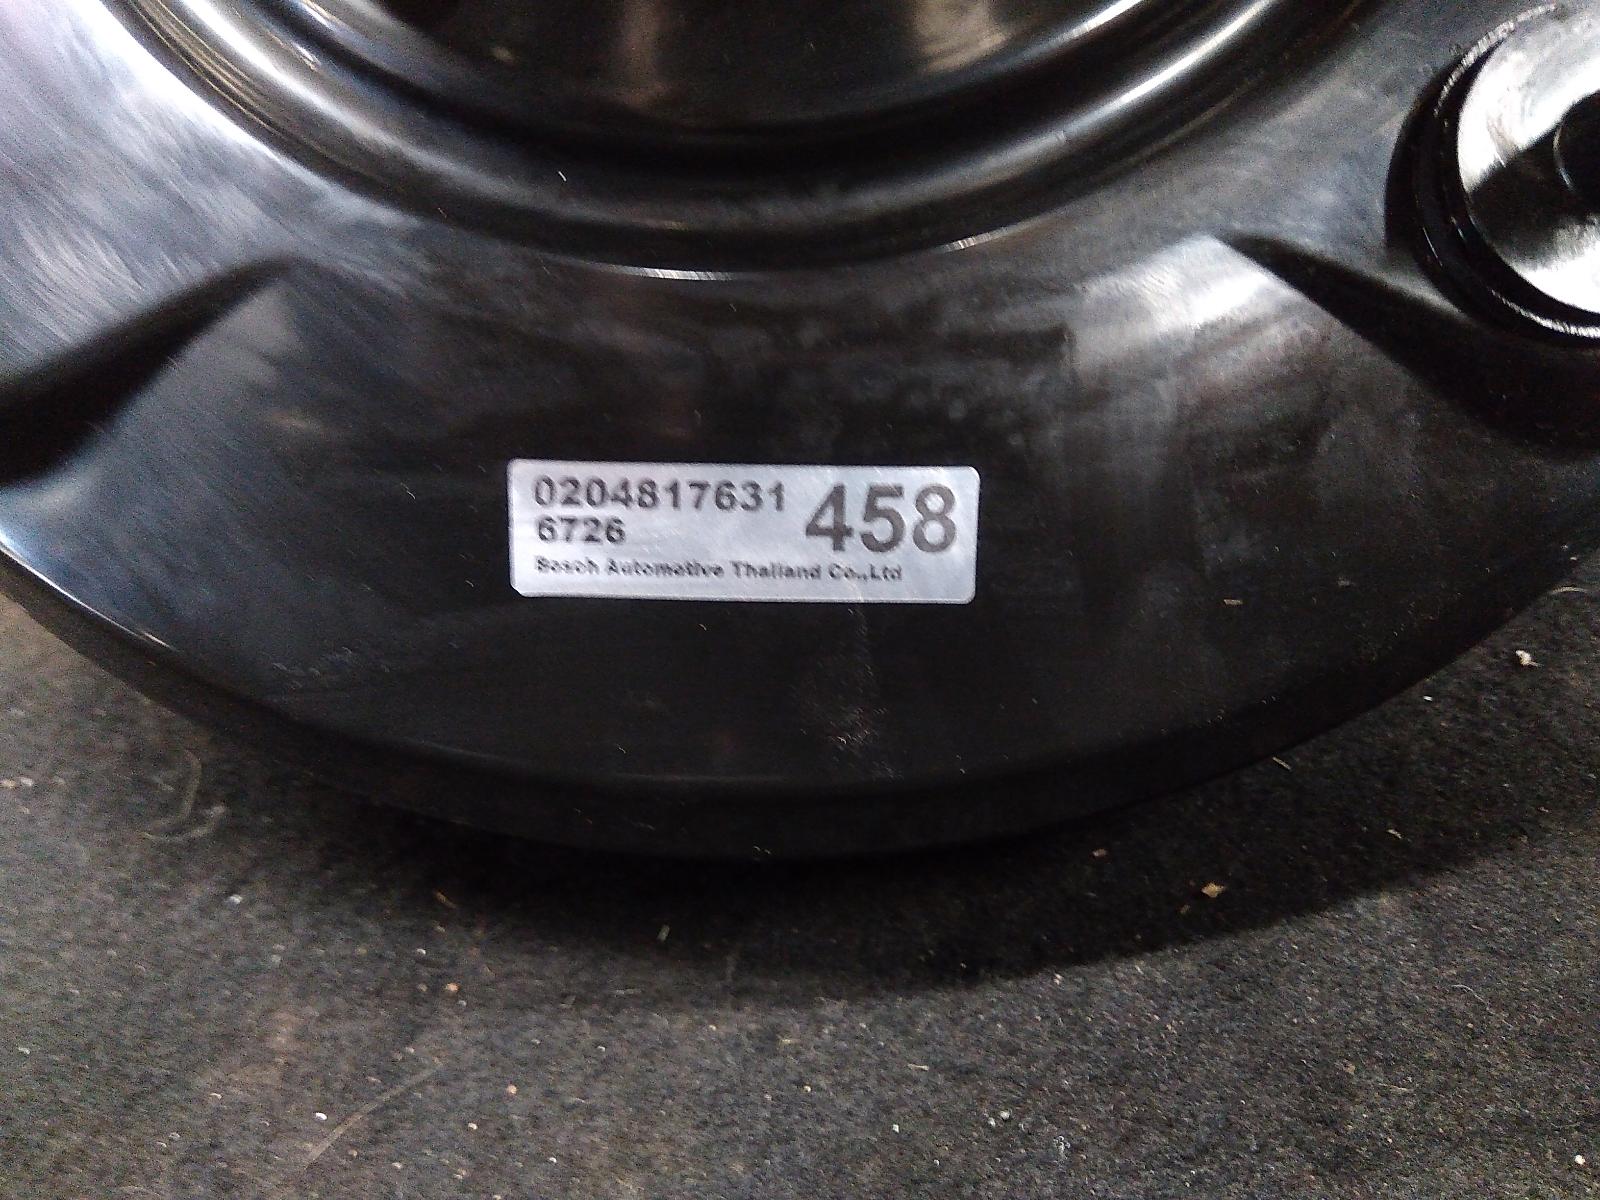 0204817631 458
6726
Bosch Automotive Thailand Co.,Ltd